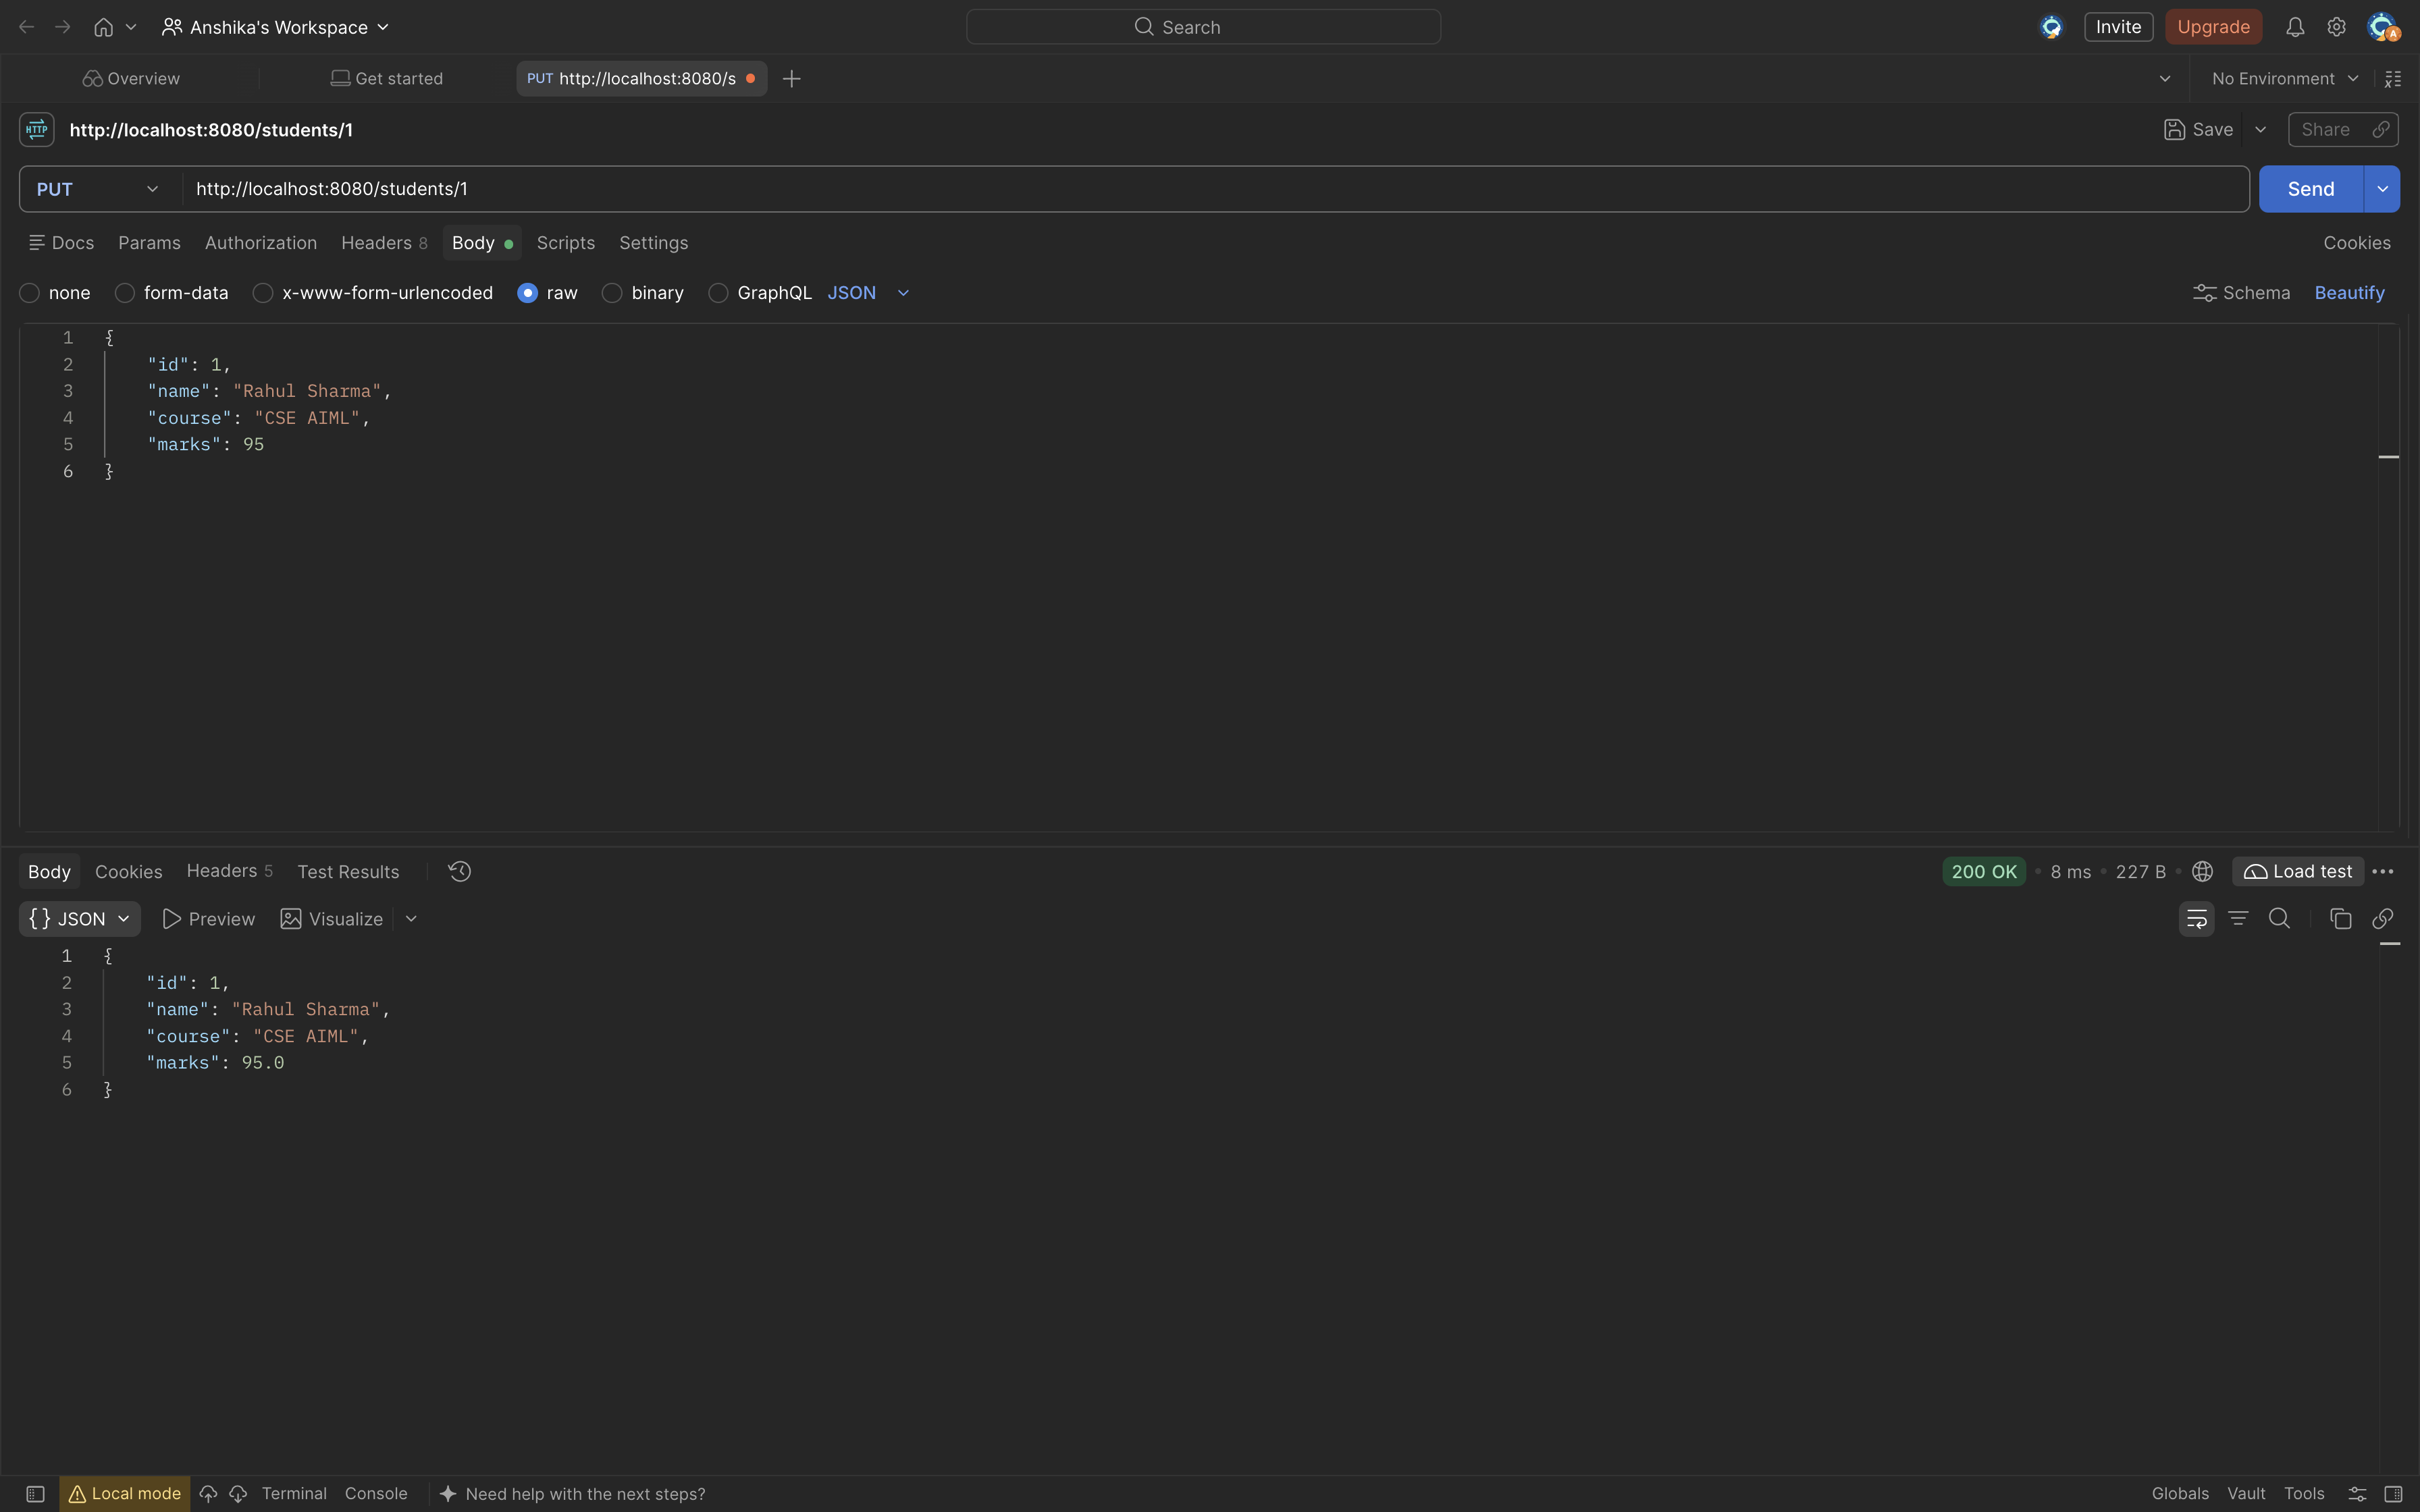 Anshika's Workspace
Search
Invite
Upgrade
A
Overview
Get started
PUT http://localhost:8080/s
No Environment
HTTP http://localhost:8080/students/1
Save
Share
PUT
http://localhost:8080/students/1
Send
Docs Params Authorization Headers 8 Body Scripts Settings
Cookies
none form-data x-www-form-urlencoded raw binary GraphQL JSON
Schema Beautify
1 {
2 "id": 1,
3 "name": "Rahul Sharma",
4 "course": "CSE AIML",
5 "marks": 95
6 }
Body Cookies Headers 5 Test Results
200 OK • 8 ms • 227 B •
Load test
{} JSON
Preview
Visualize
1 {
2 "id": 1,
3 "name": "Rahul Sharma",
4 "course": "CSE AIML",
5 "marks": 95.0
6 }
Local mode
Terminal Console
Need help with the next steps?
Globals Vault Tools